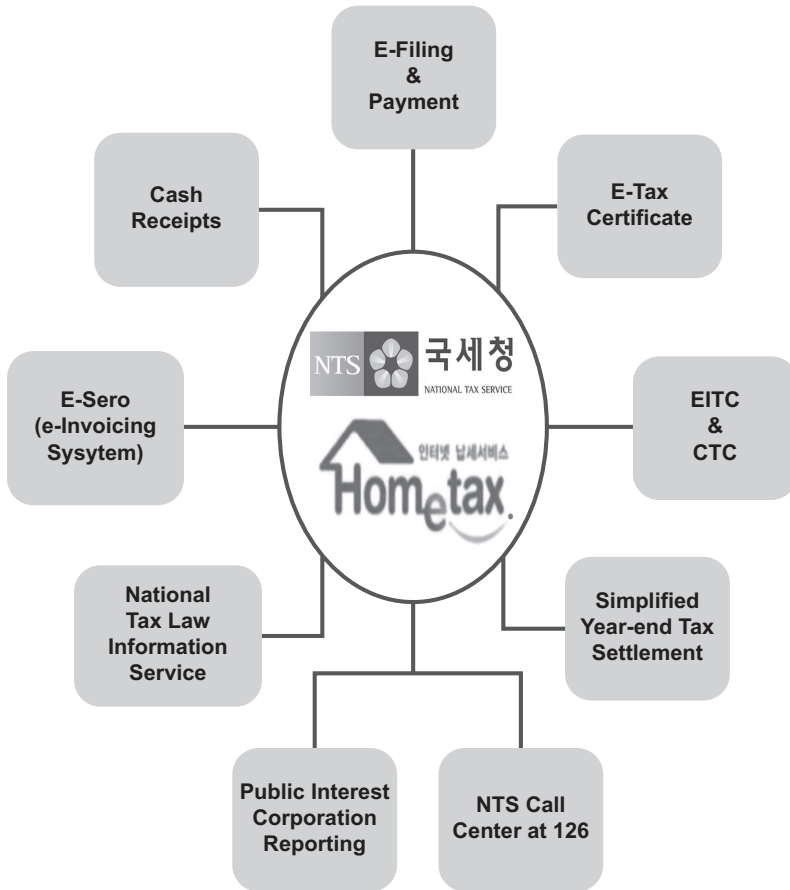 E-Filing
&
Payment
Cash
Receipts
E-Tax
Certificate
NTS
국세청
NATIONAL TAX SERVICE
인터넷 납세서비스
Hometax.
E-Sero
(e-Invoicing
Sysytem)
EITC
&
CTC
National
Tax Law
Information
Service
Simplified
Year-end Tax
Settlement
Public Interest
Corporation
Reporting
NTS Call
Center at 126